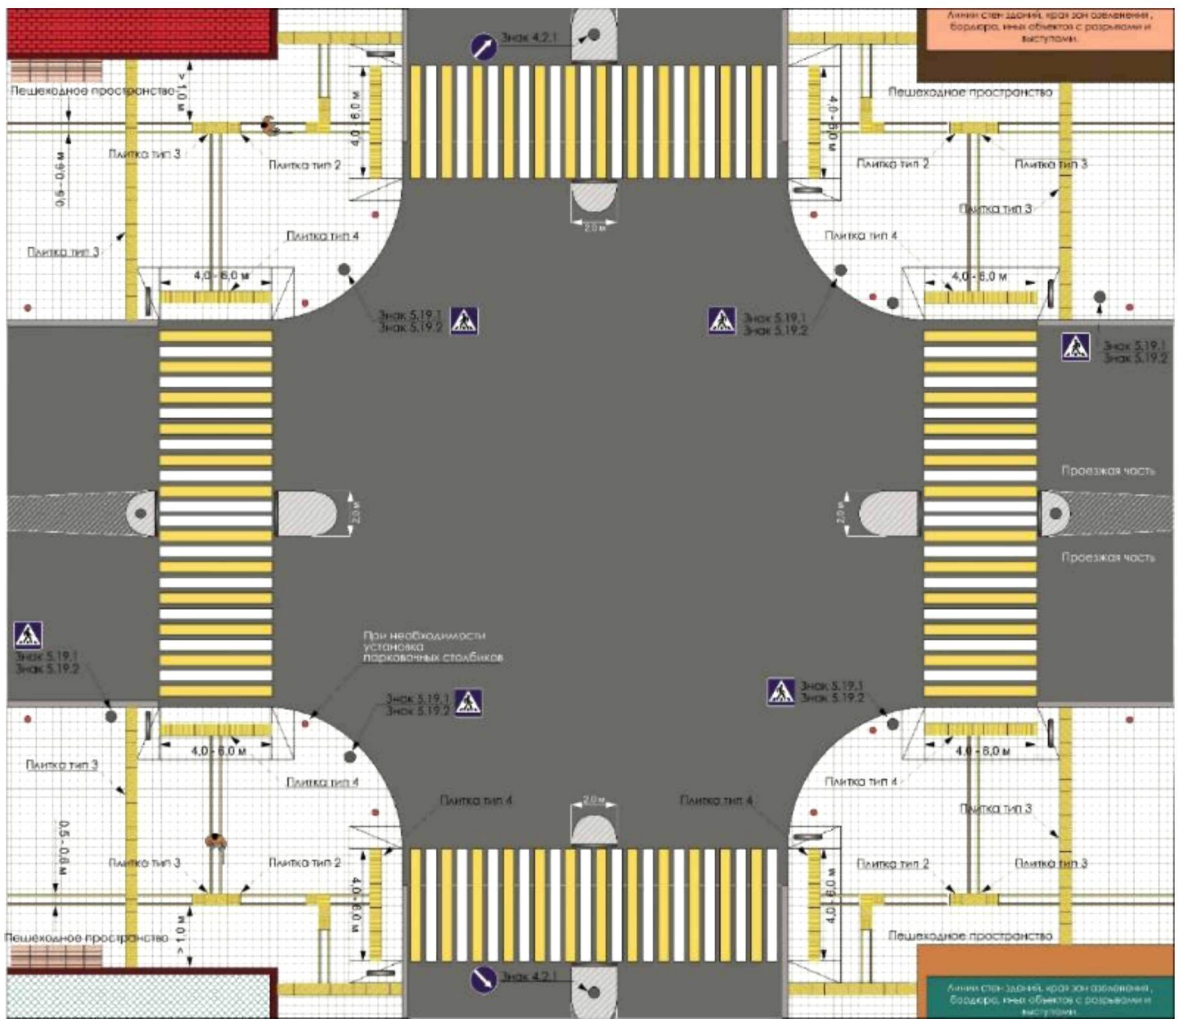 Знак 4.2.1
Линии стен зданий, края зон озеленения ,
бордюра, иных объектов с разрывами и
выступами.
Пешеходное пространство
> 1,0 м
4,0 - 6,0 м
4,0 - 6,0 м
Пешеходное пространство
Плитка тип 3
Плитка тип 2
0,5 - 0,6 м
Плитка тип 2
Плитка тип 3
Плитка тип 3
2,0 м
Плитка тип 3
Плитка тип 4
Плитка тип 4
4,0 - 6,0 м
4,0 - 6,0 м
Знак 5.19.1
Знак 5.19.2
Знак 5.19.1
Знак 5.19.2
Знак 5.19.1
Знак 5.19.2
Проезжая часть
2,0 м
2,0 м
Проезжая часть
При необходимости
установка
парковочных столбиков
Знак 5.19.1
Знак 5.19.2
Знак 5.19.1
Знак 5.19.2
Знак 5.19.1
Знак 5.19.2
4,0 - 6,0 м
4,0 - 6,0 м
Плитка тип 3
Плитка тип 4
Плитка тип 4
Плитка тип 4
2,0 м
Плитка тип 4
Плитка тип 3
0,5 - 0,6 м
Плитка тип 3
Плитка тип 2
4,0 - 6,0 м
4,0 - 6,0 м
Плитка тип 2
Плитка тип 3
Пешеходное пространство
> 1,0 м
Пешеходное пространство
Знак 4.2.1
Линии стен зданий, края зон озеленения ,
бордюра, иных объектов с разрывами и
выступами.